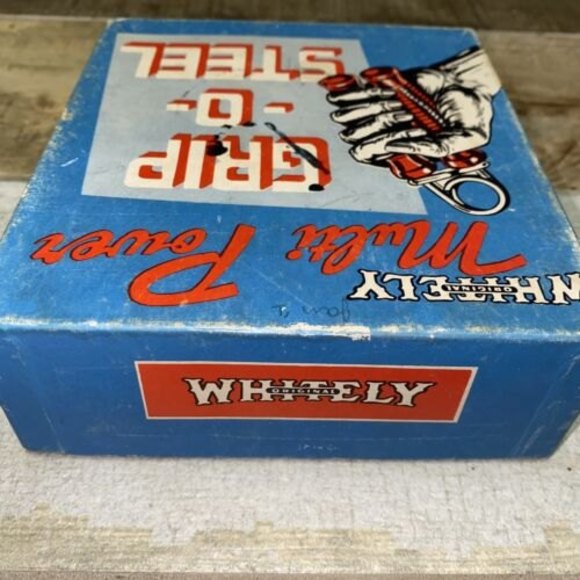 WHITELY
ORIGINAL
Multi Power
GRIP
-O-
STEEL
WHITELY
ORIGINAL